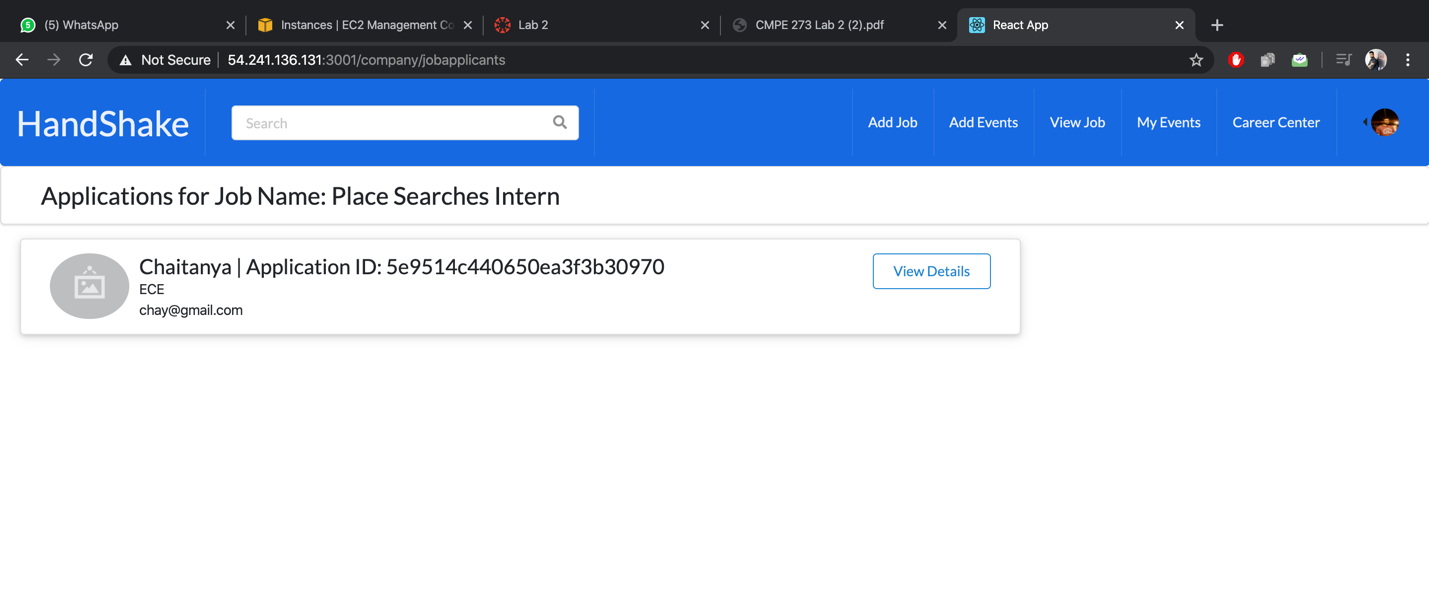 5 (5) WhatsApp Instances | EC2 Management Co Lab 2 CMPE 273 Lab 2 (2).pdf React App
Not Secure 54.241.136.131:3001/company/jobapplicants
HandShake Search Add Job Add Events View Job My Events Career Center
Applications for Job Name: Place Searches Intern
Chaitanya | Application ID: 5e9514c440650ea3f3b30970 View Details
ECE
chay@gmail.com